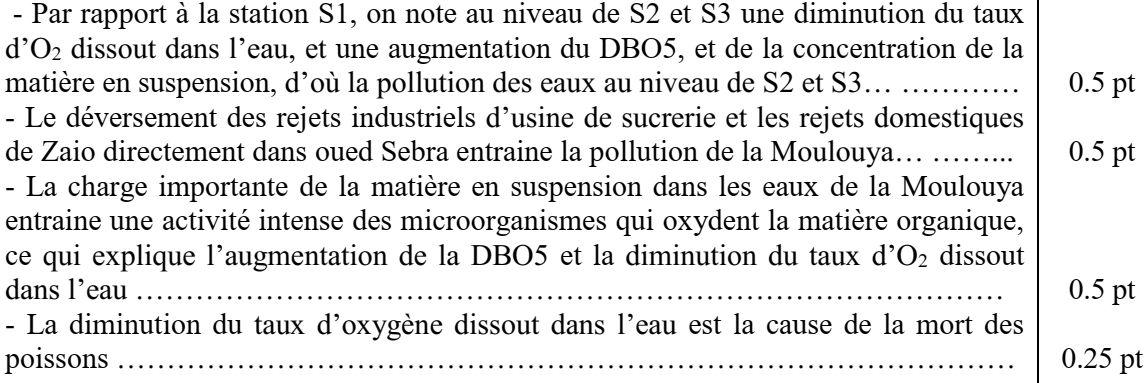 - Par rapport à la station S1, on note au niveau de S2 et S3 une diminution du taux
d'O2 dissout dans l'eau, et une augmentation du DBO5, et de la concentration de la
matière en suspension, d'où la pollution des eaux au niveau de S2 et S3… ………… 0.5 pt
- Le déversement des rejets industriels d'usine de sucrerie et les rejets domestiques
de Zaio directement dans oued Sebra entraine la pollution de la Moulouya… ……... 0.5 pt
- La charge importante de la matière en suspension dans les eaux de la Moulouya
entraine une activité intense des microorganismes qui oxydent la matière organique,
ce qui explique l'augmentation de la DBO5 et la diminution du taux d'O2 dissout
dans l'eau …………………………………………………………………………… 0.5 pt
- La diminution du taux d'oxygène dissout dans l'eau est la cause de la mort des
poissons …………………………………………………………………………… 0.25 pt